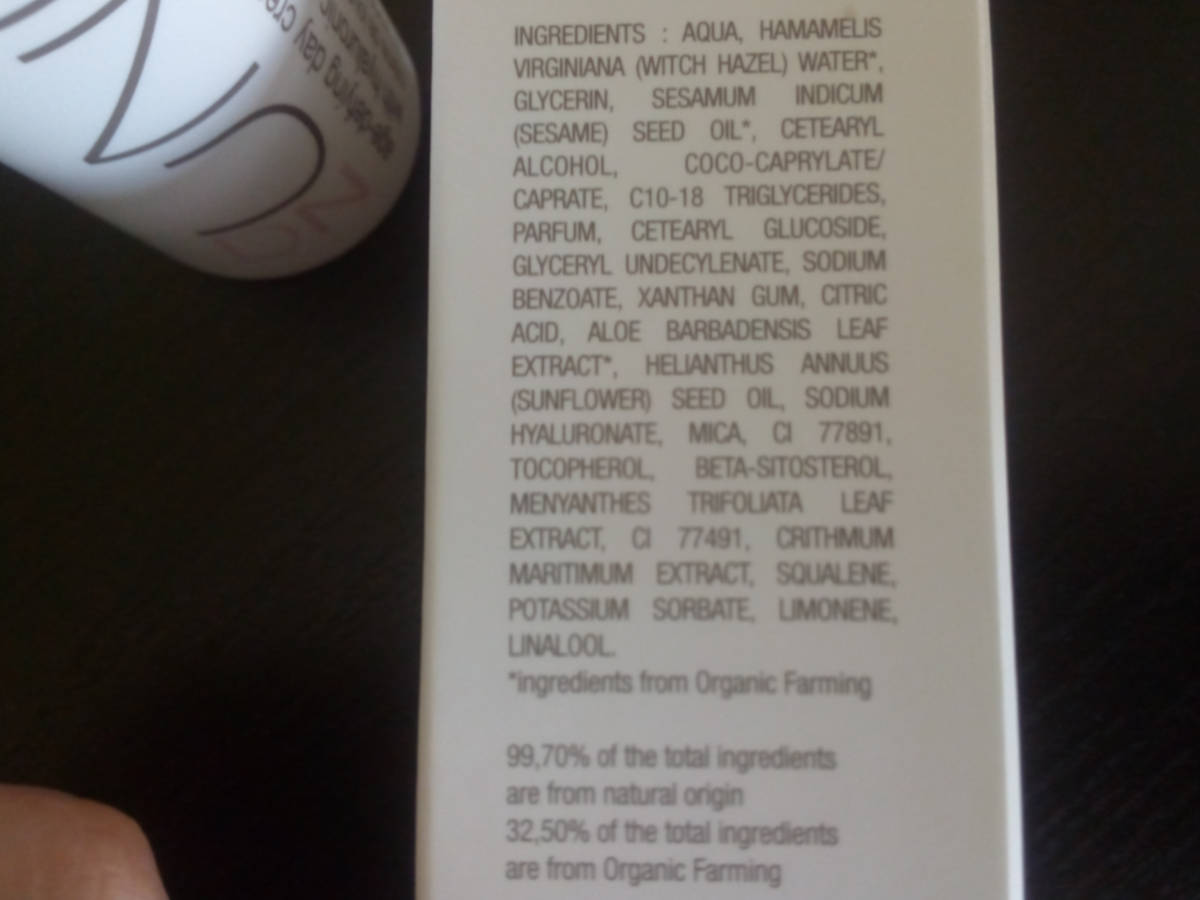 INGREDIENTS : AQUA, HAMAMELIS
VIRGINIANA (WITCH HAZEL) WATER*,
GLYCERIN, SESAMUM INDICUM
(SESAME) SEED OIL*, CETEARYL
ALCOHOL, COCO-CAPRYLATE/
CAPRATE, C10-18 TRIGLYCERIDES,
PARFUM, CETEARYL GLUCOSIDE,
GLYCERYL UNDECYLENATE, SODIUM
BENZOATE, XANTHAN GUM, CITRIC
ACID, ALOE BARBADENSIS LEAF
EXTRACT*, HELIANTHUS ANNUUS
(SUNFLOWER) SEED OIL, SODIUM
HYALURONATE, MICA, CI 77891,
TOCOPHEROL, BETA-SITOSTEROL,
MENYANTHES TRIFOLIATA LEAF
EXTRACT, CI 77491, CRITHMUM
MARITIMUM EXTRACT, SQUALENE,
POTASSIUM SORBATE, LIMONENE,
LINALOOL.
*ingredients from Organic Farming
99,70% of the total ingredients
are from natural origin
32,50% of the total ingredients
are from Organic Farming
age-defying day